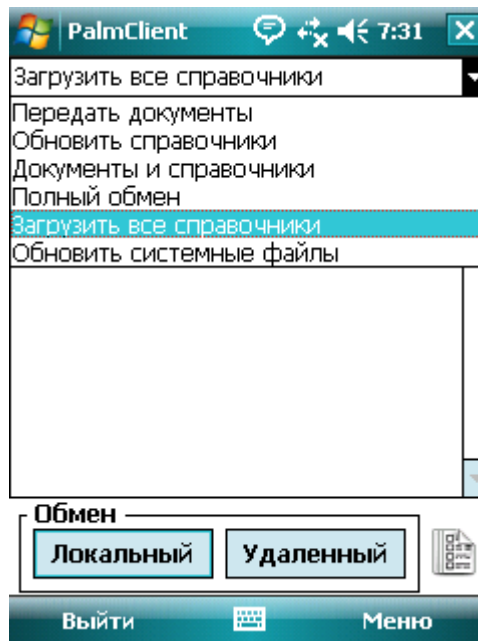 PalmClient 7:31
Загрузить все справочники
Передать документы
Обновить справочники
Документы и справочники
Полный обмен
Загрузить все справочники
Обновить системные файлы
Обмен
Локальный Удаленный
Выйти Меню